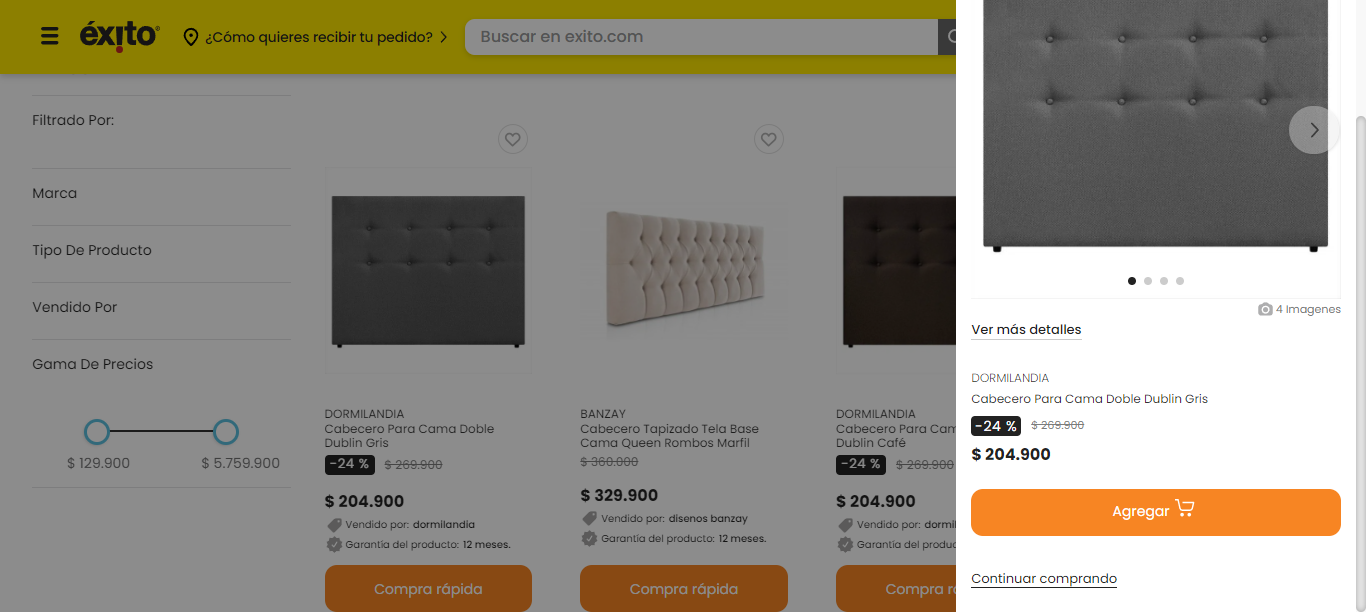 éxito
¿Cómo quieres recibir tu pedido?
Buscar en exito.com
Filtrado Por:
Marca
Tipo De Producto
Vendido Por
Gama De Precios
$ 129.900
$ 5.759.900
DORMILANDIA
Cabecero Para Cama Doble
Dublin Gris
-24 % $ 269.900
$ 204.900
Vendido por: dormilandia
Garantía del producto: 12 meses.
Compra rápida
BANZAY
Cabecero Tapizado Tela Base
Cama Queen Rombos Marfil
$ 360.000
$ 329.900
Vendido por: disenos banzay
Garantía del producto: 12 meses.
Compra rápida
DORMILANDIA
Cabecero Para Cam
Dublin Café
-24 % $ 269.900
$ 204.900
Vendido por: dormil
Garantía del produc
Compra rá
4 Imagenes
Ver más detalles
DORMILANDIA
Cabecero Para Cama Doble Dublin Gris
-24 % $ 269.900
$ 204.900
Agregar
Continuar comprando